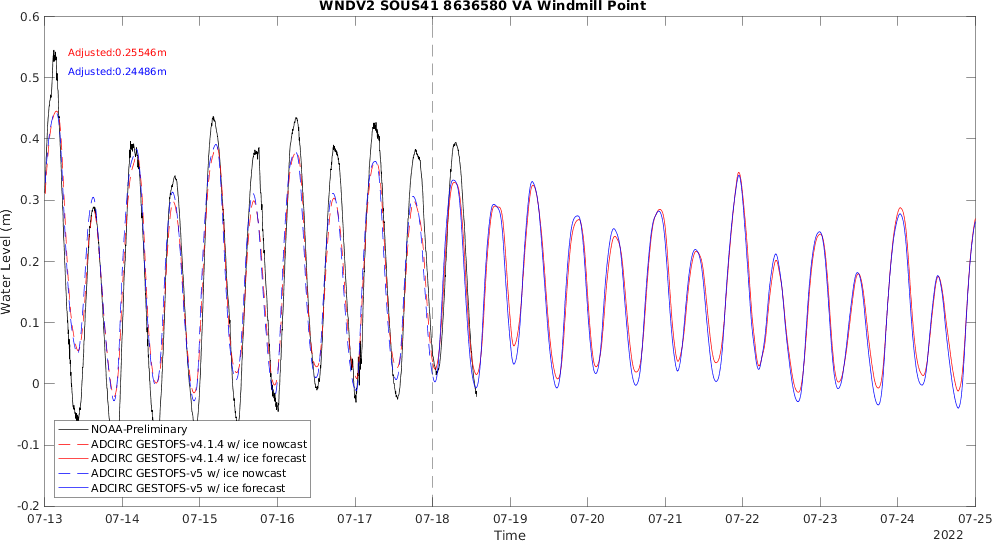 WNDV2 SOUS41 8636580 VA Windmill Point
Adjusted:0.25546m
Adjusted:0.24486m
Water Level (m)
0.6
0.5
0.4
0.3
0.2
0.1
0
-0.1
-0.2
NOAA-Preliminary
ADCIRC GESTOFS-v4.1.4 w/ ice nowcast
ADCIRC GESTOFS-v4.1.4 w/ ice forecast
ADCIRC GESTOFS-v5 w/ ice nowcast
ADCIRC GESTOFS-v5 w/ ice forecast
07-13 07-14 07-15 07-16 07-17 07-18 07-19 07-20 07-21 07-22 07-23 07-24 07-25
Time
2022